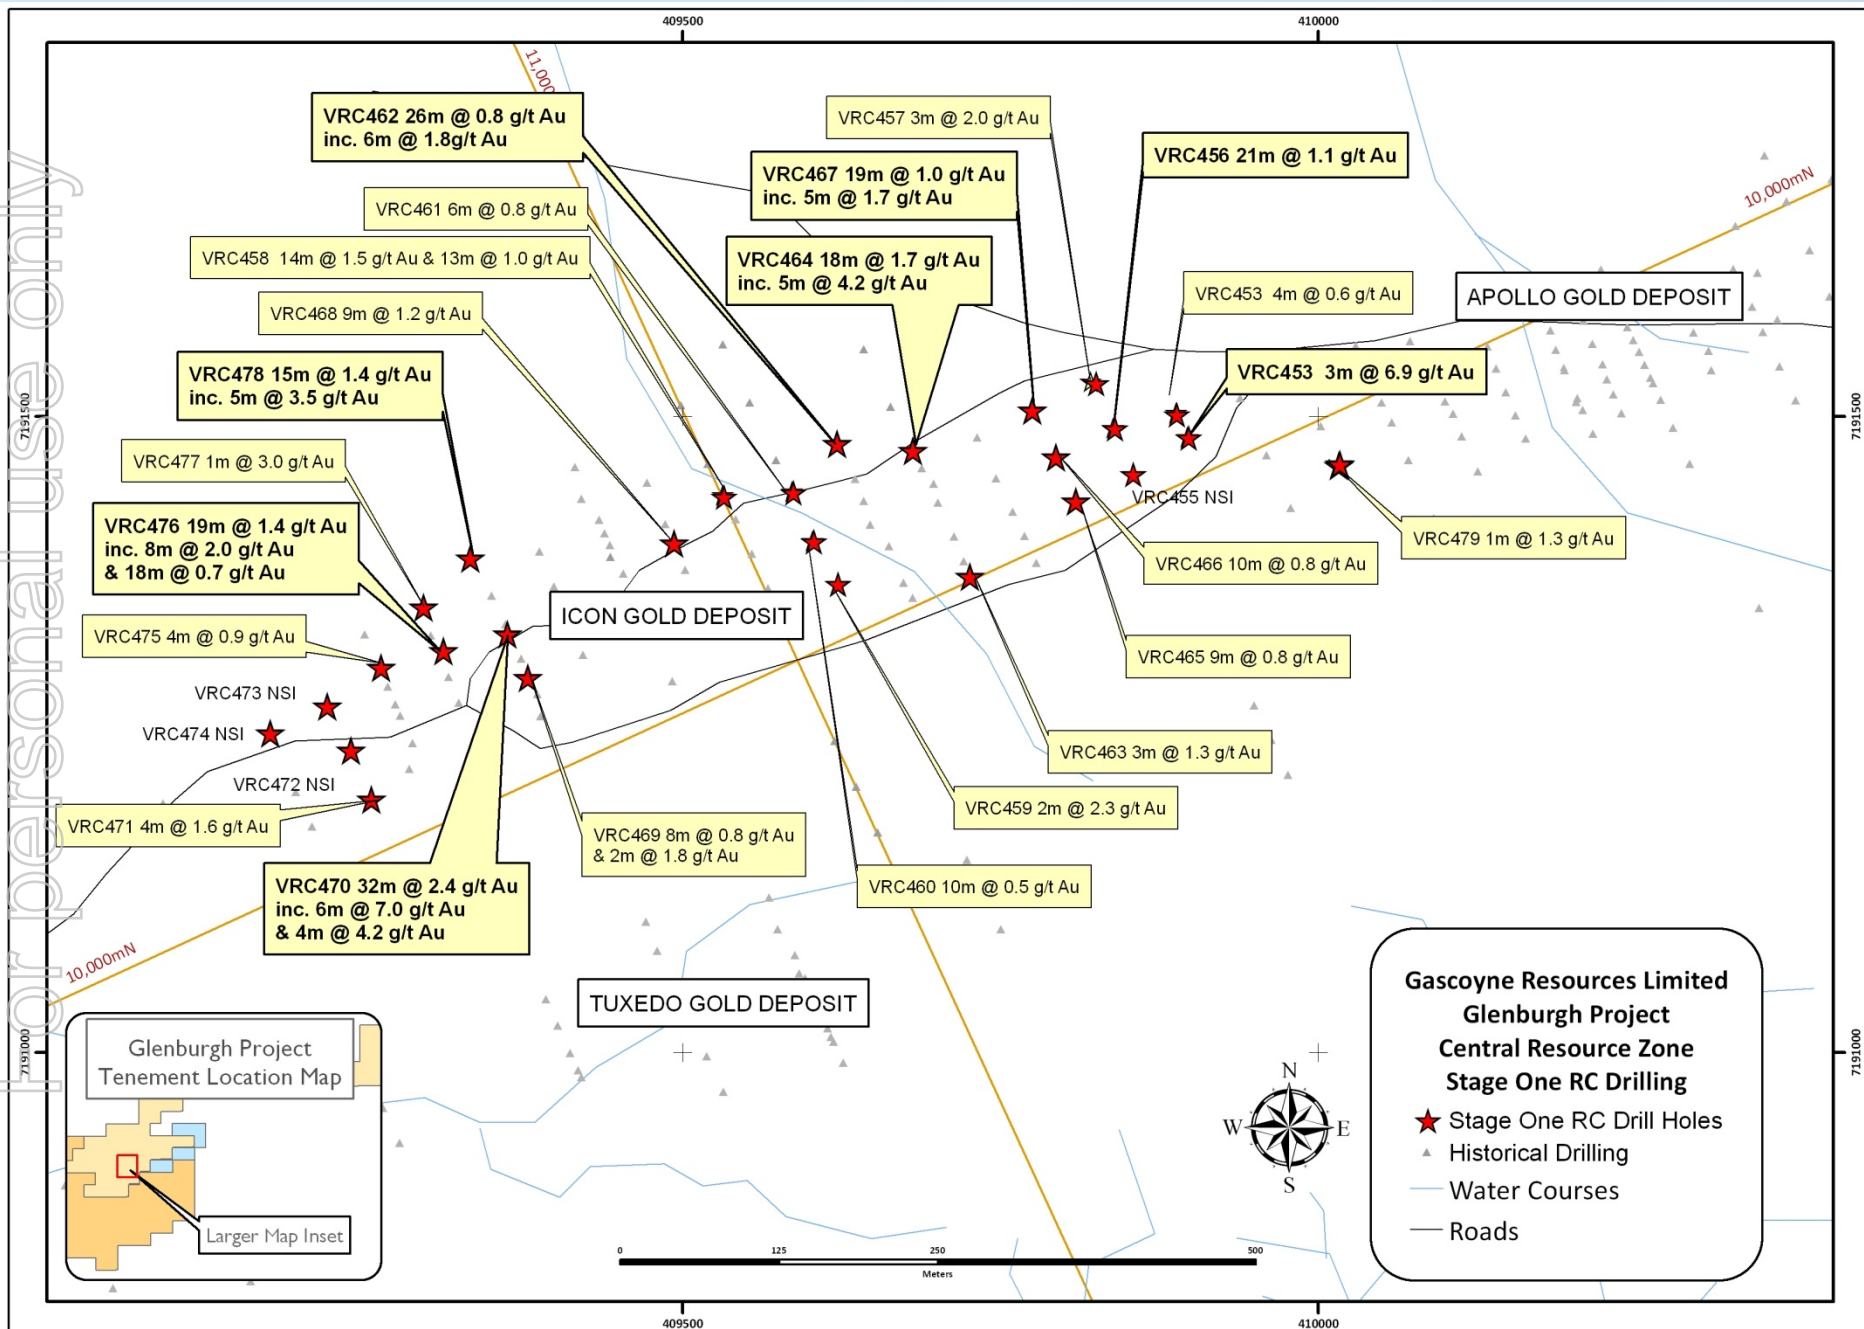 409500
410000
11,000
VRC462 26m @ 0.8 g/t Au
inc. 6m @ 1.8g/t Au
VRC457 3m @ 2.0 g/t Au
VRC456 21m @ 1.1 g/t Au
VRC467 19m @ 1.0 g/t Au
inc. 5m @ 1.7 g/t Au
10,000mN
VRC461 6m @ 0.8 g/t Au
VRC458 14m @ 1.5 g/t Au & 13m @ 1.0 g/t Au
VRC464 18m @ 1.7 g/t Au
inc. 5m @ 4.2 g/t Au
VRC453 4m @ 0.6 g/t Au
APOLLO GOLD DEPOSIT
VRC468 9m @ 1.2 g/t Au
VRC478 15m @ 1.4 g/t Au
inc. 5m @ 3.5 g/t Au
VRC453 3m @ 6.9 g/t Au
7191500
7191500
VRC477 1m @ 3.0 g/t Au
VRC455 NSI
VRC476 19m @ 1.4 g/t Au
inc. 8m @ 2.0 g/t Au
& 18m @ 0.7 g/t Au
VRC479 1m @ 1.3 g/t Au
VRC466 10m @ 0.8 g/t Au
ICON GOLD DEPOSIT
VRC475 4m @ 0.9 g/t Au
VRC465 9m @ 0.8 g/t Au
VRC473 NSI
VRC474 NSI
VRC463 3m @ 1.3 g/t Au
VRC472 NSI
VRC459 2m @ 2.3 g/t Au
VRC471 4m @ 1.6 g/t Au
VRC469 8m @ 0.8 g/t Au
& 2m @ 1.8 g/t Au
VRC460 10m @ 0.5 g/t Au
VRC470 32m @ 2.4 g/t Au
inc. 6m @ 7.0 g/t Au
& 4m @ 4.2 g/t Au
10,000mN
TUXEDO GOLD DEPOSIT
7191000
7191000
Glenburgh Project
Tenement Location Map
Larger Map Inset
0 125 250 500
Meters
N
W E
S
Gascoyne Resources Limited
Glenburgh Project
Central Resource Zone
Stage One RC Drilling
Stage One RC Drill Holes
Historical Drilling
Water Courses
Roads
409500
410000
For personal use only